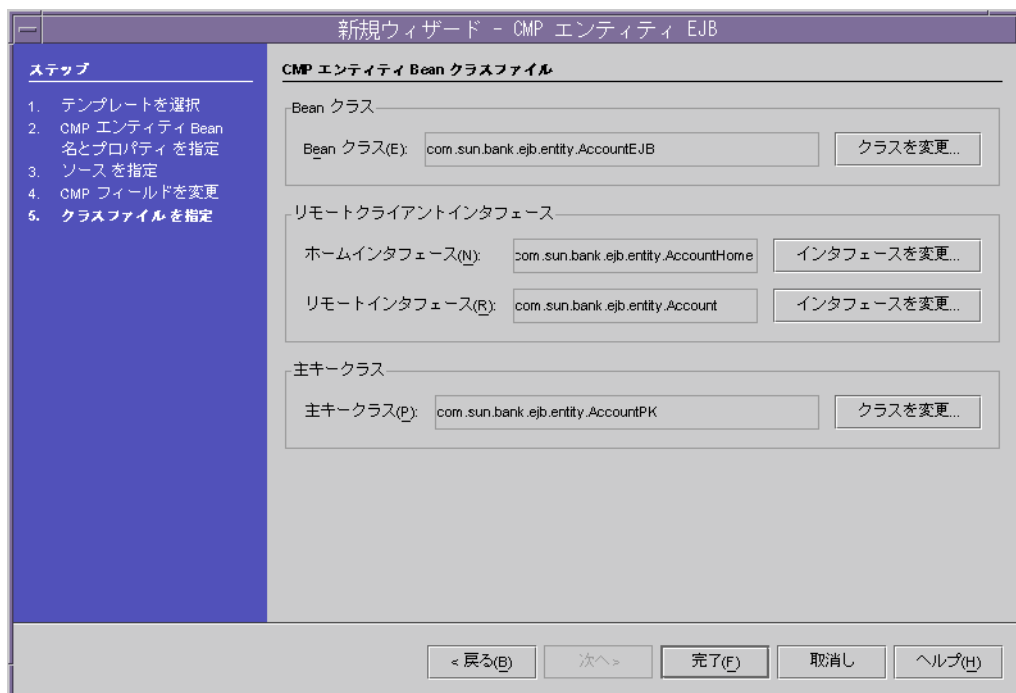 新規ウィザード - CMP エンティティ EJB
ステップ
1. テンプレートを選択
2. CMP エンティティ Bean
名とプロパティ を指定
3. ソース を指定
4. CMP フィールドを変更
5. クラスファイル を指定
CMP エンティティ Bean クラスファイル
Bean クラス
Bean クラス(E): com.sun.bank.ejb.entity.AccountEJB クラスを変更...
リモートクライアントインタフェース
ホームインタフェース(N): com.sun.bank.ejb.entity.AccountHome インタフェースを変更...
リモートインタフェース(R): com.sun.bank.ejb.entity.Account インタフェースを変更...
主キークラス
主キークラス(P): com.sun.bank.ejb.entity.AccountPK クラスを変更...
< 戻る(B) 次へ > 完了(F) 取消し ヘルプ(H)